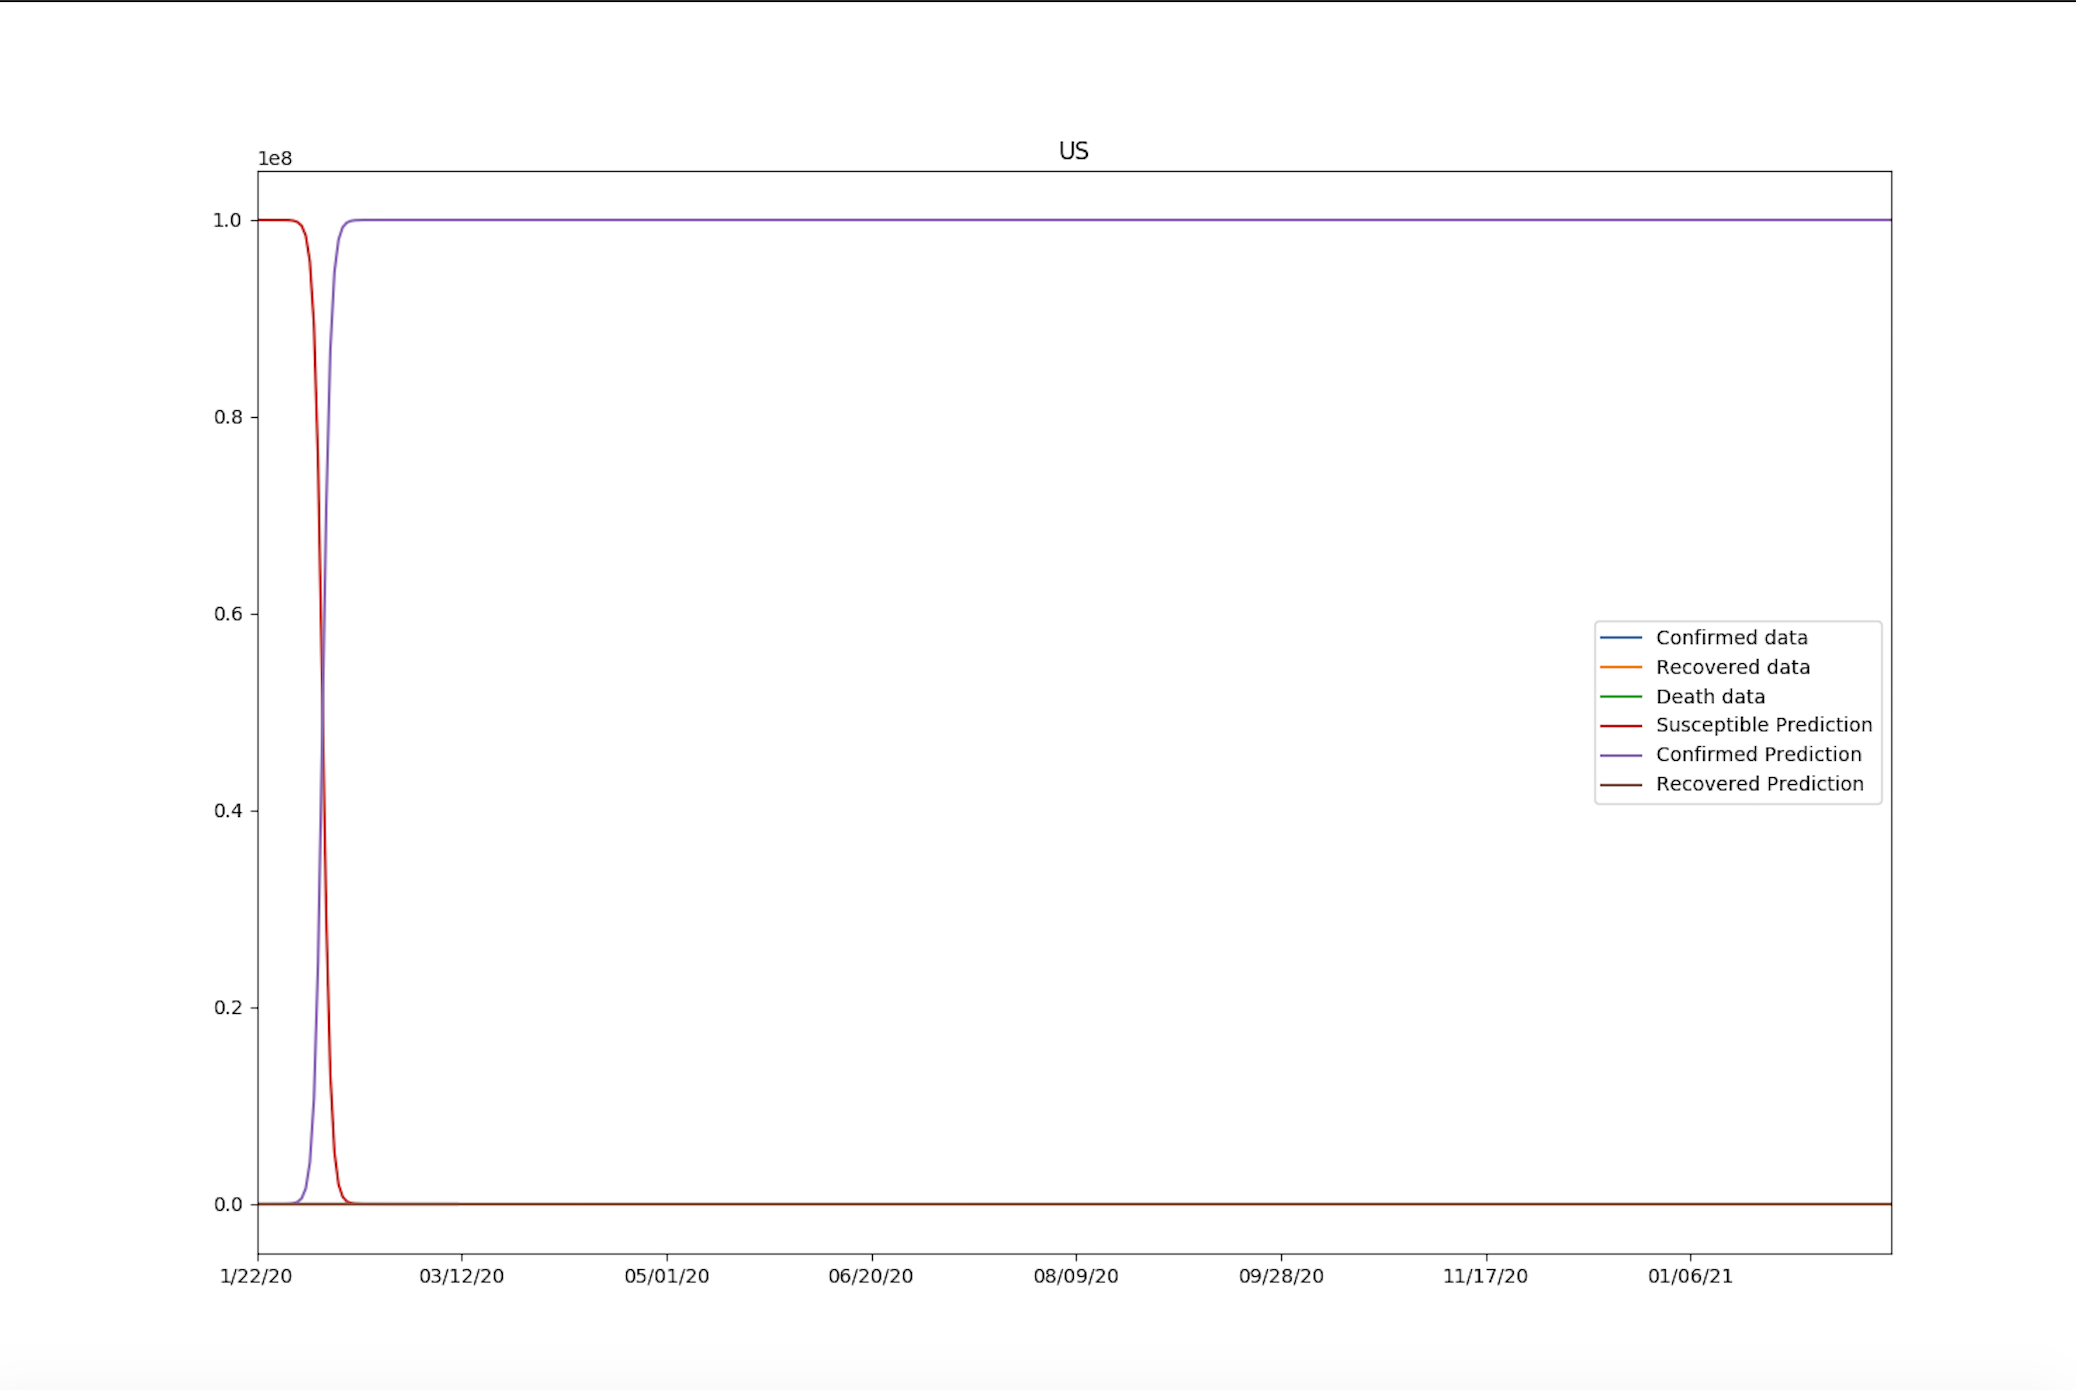 US
1e8
1.0
0.8
0.6
0.4
0.2
0.0
Confirmed data
Recovered data
Death data
Susceptible Prediction
Confirmed Prediction
Recovered Prediction
1/22/20 03/12/20 05/01/20 06/20/20 08/09/20 09/28/20 11/17/20 01/06/21